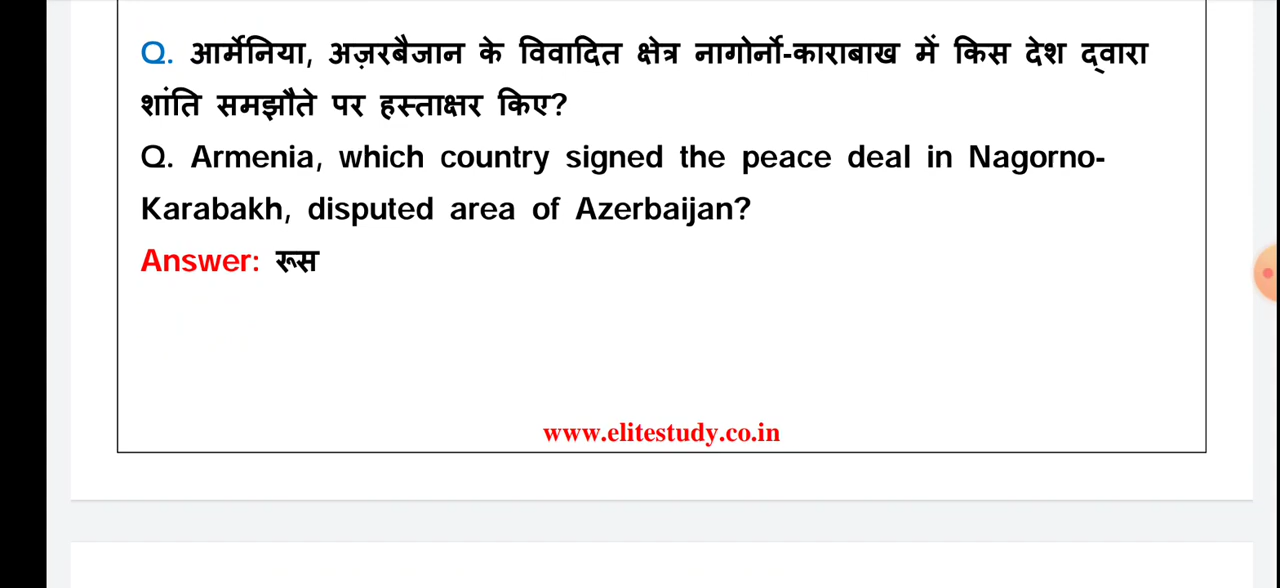 Q. आर्मेनिया, अज़रबैजान के विवादित क्षेत्र नागोर्नो-काराबाख में किस देश द्वारा
शांति समझौते पर हस्ताक्षर किए?
Q. Armenia, which country signed the peace deal in Nagorno-
Karabakh, disputed area of Azerbaijan?
Answer: रूस
www.elitestudy.co.in